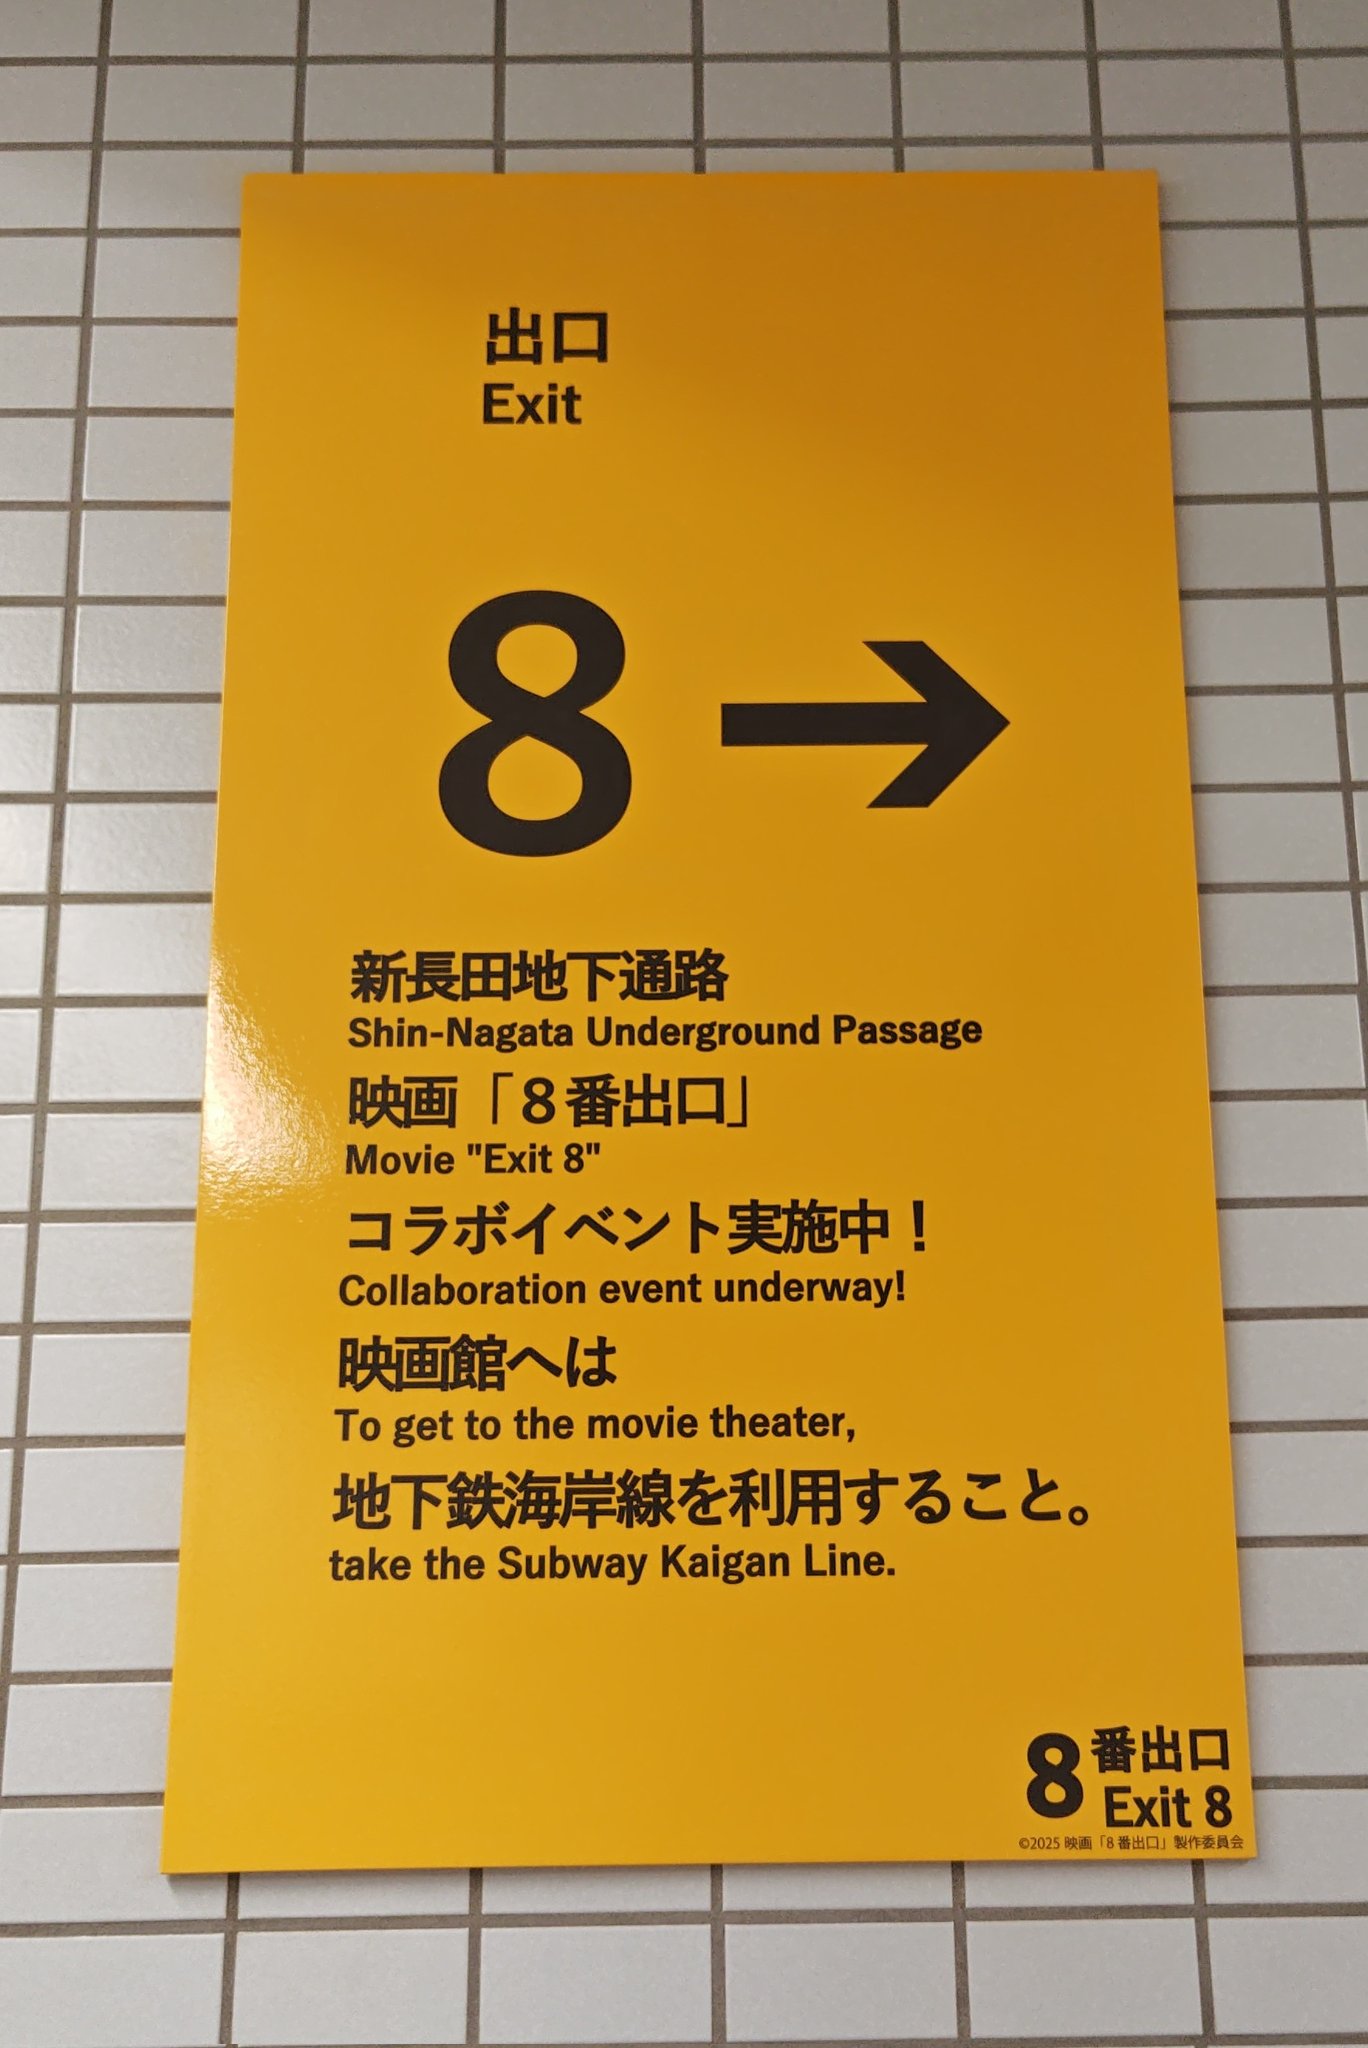 出口
Exit
8→
新長田地下通路
Shin-Nagata Underground Passage
映画「８番出口」
Movie "Exit 8"
コラボイベント実施中！
Collaboration event underway!
映画館へは
To get to the movie theater,
地下鉄海岸線を利用すること。
take the Subway Kaigan Line.
8番出口
Exit 8
©2025 映画「８番出口」製作委員会